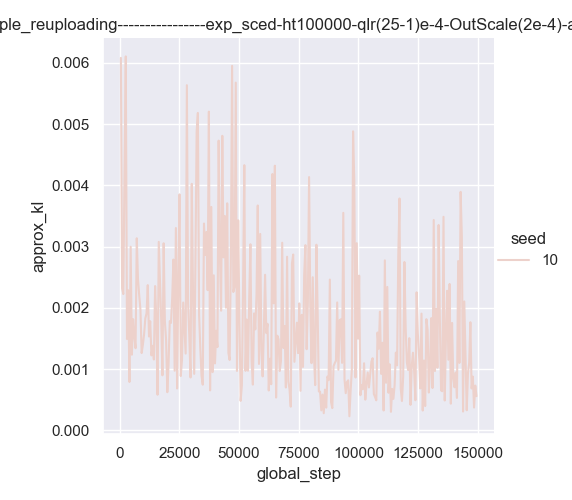 ple_reuploading----------------exp_sced-ht100000-qlr(25-1)e-4-OutScale(2e-4)-a
0.006
0.005
0.004
0.003
0.002
0.001
0.000
approx_kl
0 25000 50000 75000 100000 125000 150000
global_step
seed
10